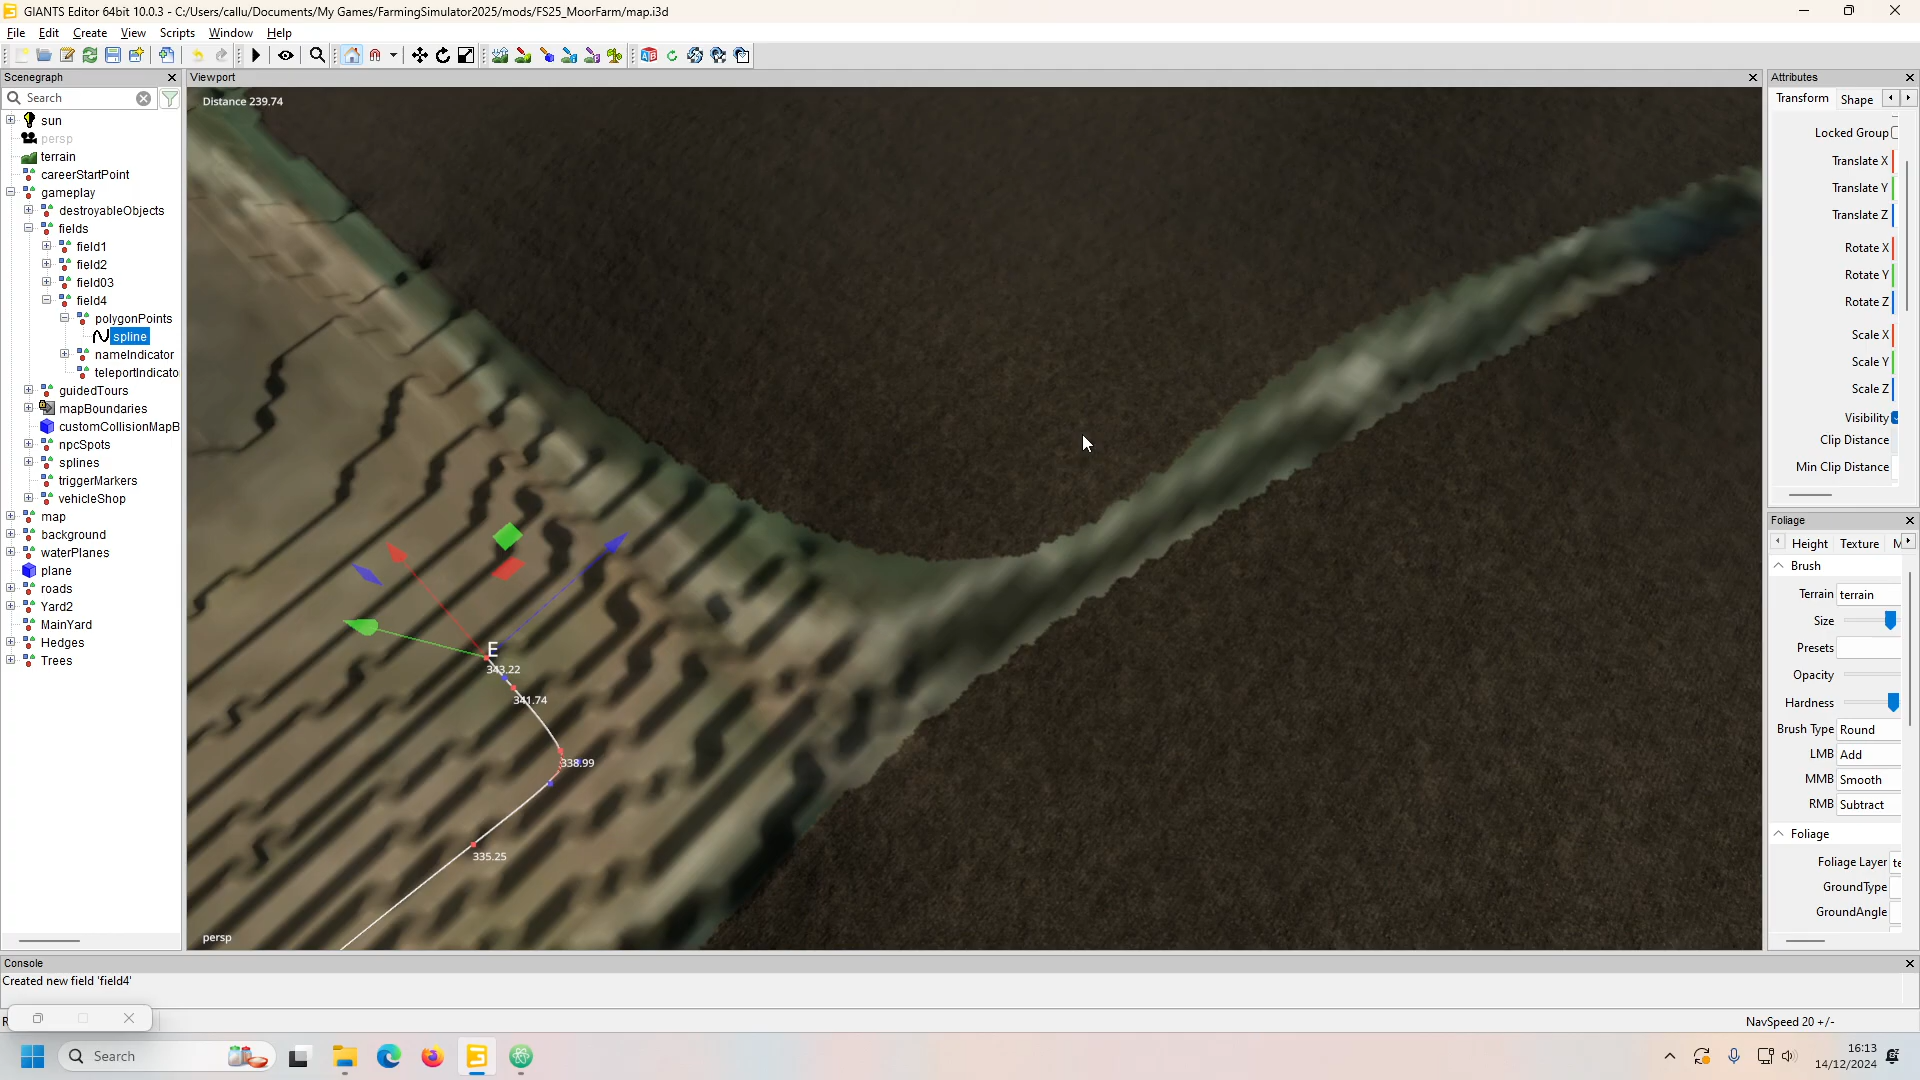 GIANTS Editor 64bit 10.0.3 - C:/Users/callu/Documents/My Games/FarmingSimulator2025/mods/FS25_MoorFarm/map.i3d
File Edit Create View Scripts Window Help
Scenegraph
Search
sun
persp
terrain
careerStartPoint
gameplay
destroyableObjects
fields
field1
field2
field03
field4
polygonPoints
spline
nameIndicator
teleportIndicato
guidedTours
mapBoundaries
customCollisionMapB
npcSpots
splines
triggerMarkers
vehicleShop
map
background
waterPlanes
plane
roads
Yard2
MainYard
Hedges
Trees
Viewport
Distance 239.74
E
343.22
341.74
338.99
335.25
persp
Attributes
Transform Shape
Locked Group
Translate X
Translate Y
Translate Z
Rotate X
Rotate Y
Rotate Z
Scale X
Scale Y
Scale Z
Visibility
Clip Distance
Min Clip Distance
Foliage
Height Texture
Brush
Terrain terrain
Size
Presets
Opacity
Hardness
Brush Type Round
LMB Add
MMB Smooth
RMB Subtract
Foliage
Foliage Layer te
GroundType
GroundAngle
Console
Created new field 'field4'
NavSpeed 20 +/-
Search
16:13
14/12/2024